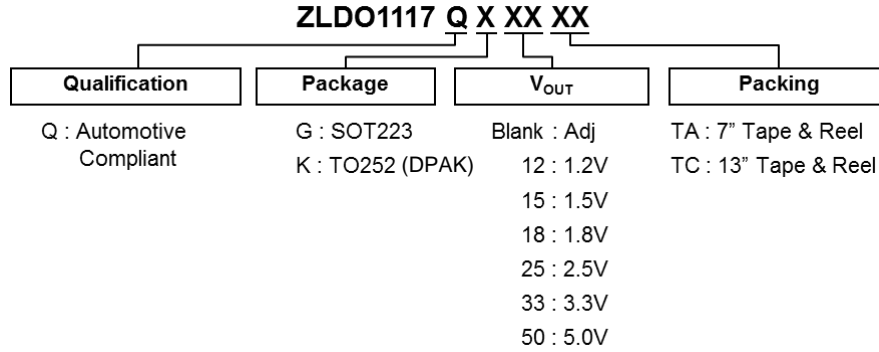 ZLDO1117 Q X XX XX
Qualification
Package
VOUT
Packing
Q : Automotive
Compliant
G : SOT223
K : TO252 (DPAK)
Blank : Adj
12 : 1.2V
15 : 1.5V
18 : 1.8V
25 : 2.5V
33 : 3.3V
50 : 5.0V
TA : 7” Tape & Reel
TC : 13” Tape & Reel